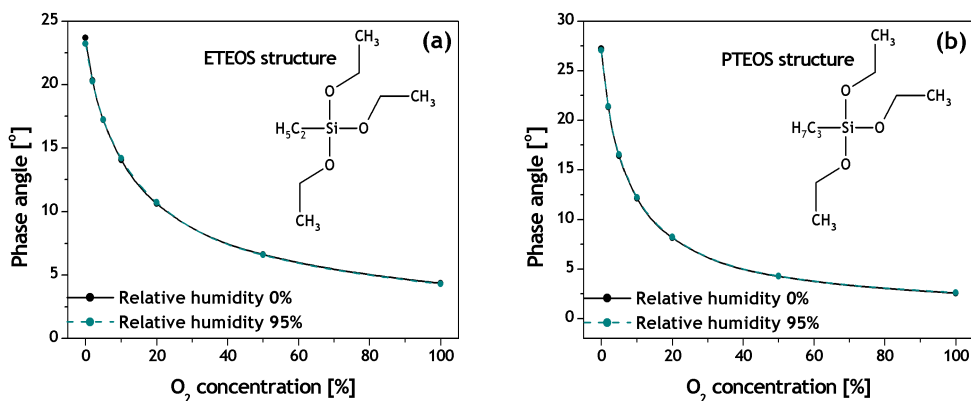 (a)
ETEOS structure
CH₃
O
CH₃
H₅C₂ Si O
O
CH₃
25
20
15
10
5
0
Phase angle [°]
Relative humidity 0%
Relative humidity 95%
0 20 40 60 80 100
O₂ concentration [%]
(b)
PTEOS structure
CH₃
O
CH₃
H₇C₃ Si O
O
CH₃
30
25
20
15
10
5
0
Phase angle [°]
Relative humidity 0%
Relative humidity 95%
0 20 40 60 80 100
O₂ concentration [%]